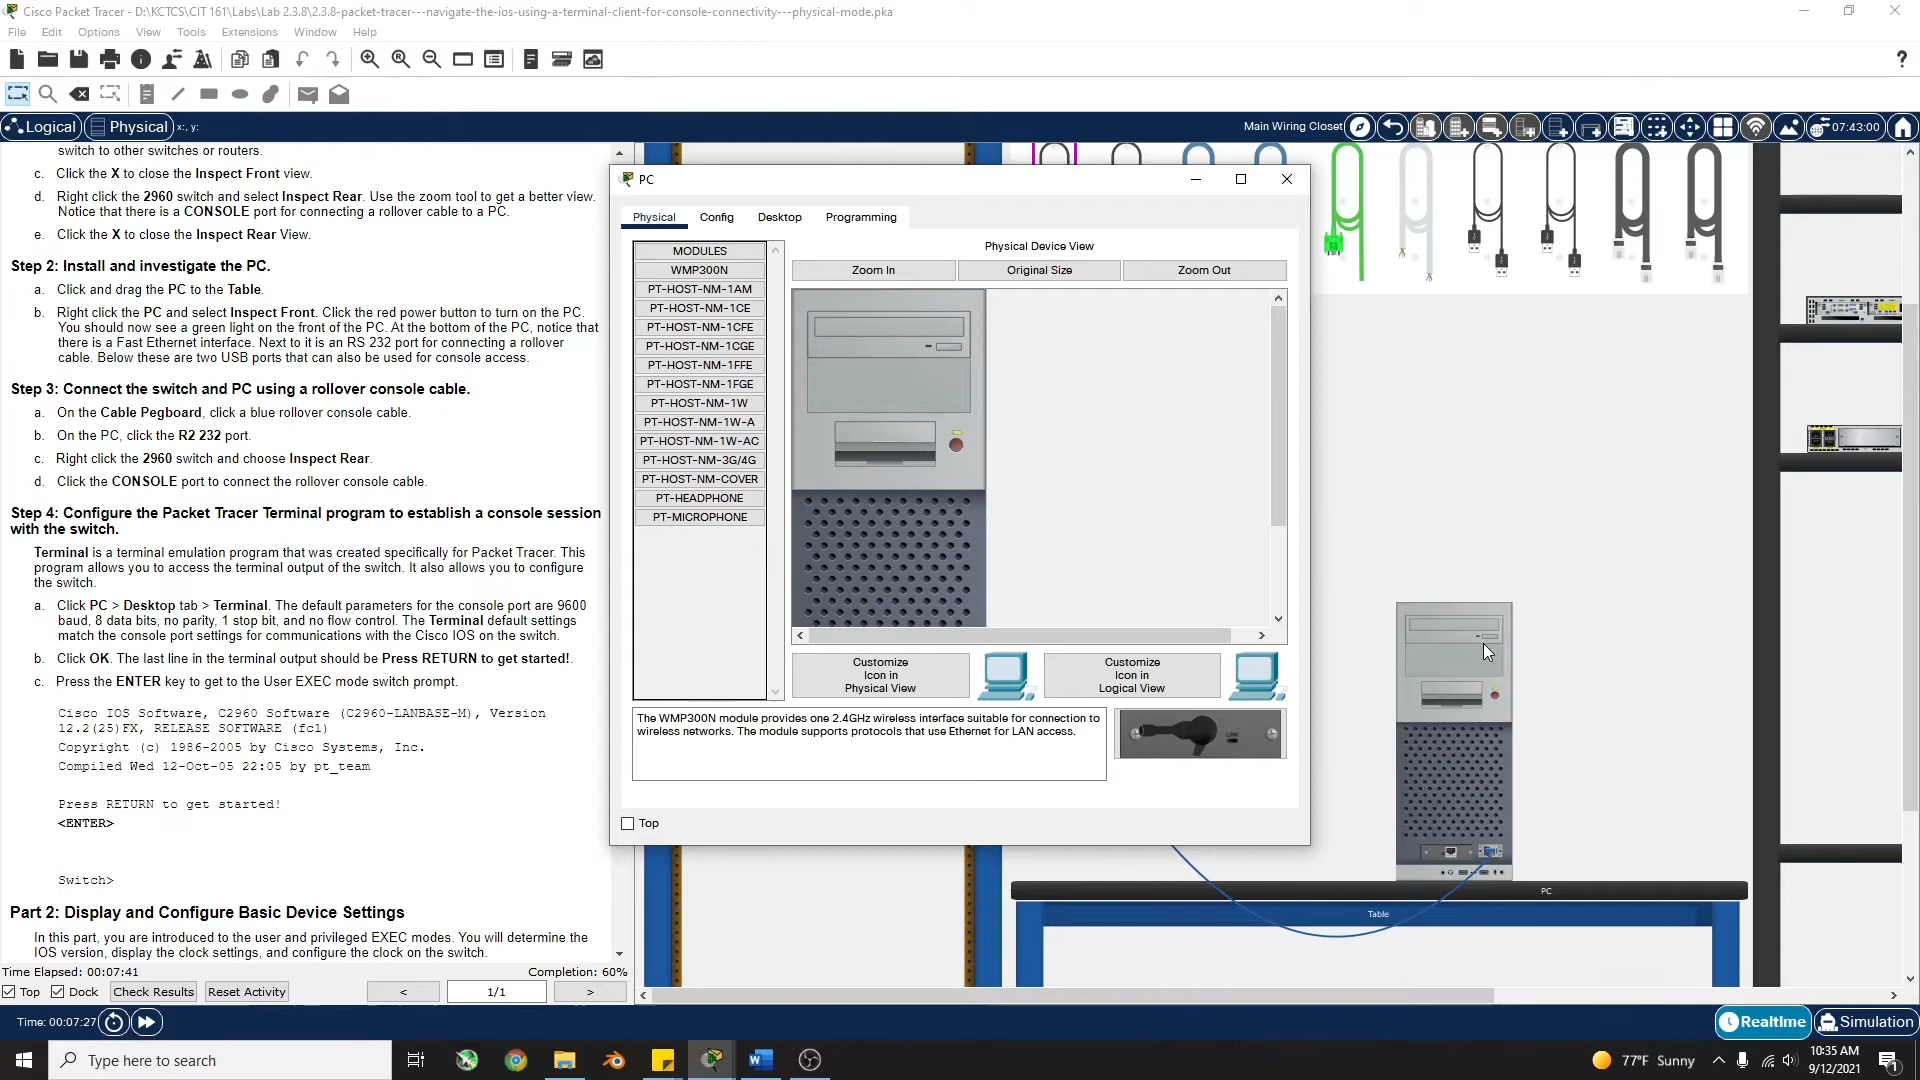 Cisco Packet Tracer - D:\KCTCS\CIT 161\Labs\Lab 2.3.8\2.3.8-packet-tracer---navigate-the-ios-using-a-terminal-client-for-console-connectivity---physical-mode.pka
File Edit Options View Tools Extensions Window Help
Logical Physical x:, y: Main Wiring Closet 07:43:00
switch to other switches or routers.
c. Click the X to close the Inspect Front view.
d. Right click the 2960 switch and select Inspect Rear. Use the zoom tool to get a better view.
Notice that there is a CONSOLE port for connecting a rollover cable to a PC.
e. Click the X to close the Inspect Rear View.
Step 2: Install and investigate the PC.
a. Click and drag the PC to the Table.
b. Right click the PC and select Inspect Front. Click the red power button to turn on the PC.
You should now see a green light on the front of the PC. At the bottom of the PC, notice that
there is a Fast Ethernet interface. Next to it is an RS 232 port for connecting a rollover
cable. Below these are two USB ports that can also be used for console access.
Step 3: Connect the switch and PC using a rollover console cable.
a. On the Cable Pegboard, click a blue rollover console cable.
b. On the PC, click the R2 232 port.
c. Right click the 2960 switch and choose Inspect Rear.
d. Click the CONSOLE port to connect the rollover console cable.
Step 4: Configure the Packet Tracer Terminal program to establish a console session
with the switch.
Terminal is a terminal emulation program that was created specifically for Packet Tracer. This
program allows you to access the terminal output of the switch. It also allows you to configure
the switch.
a. Click PC > Desktop tab > Terminal. The default parameters for the console port are 9600
baud, 8 data bits, no parity, 1 stop bit, and no flow control. The Terminal default settings
match the console port settings for communications with the Cisco IOS on the switch.
b. Click OK. The last line in the terminal output should be Press RETURN to get started!.
c. Press the ENTER key to get to the User EXEC mode switch prompt.
Cisco IOS Software, C2960 Software (C2960-LANBASE-M), Version
12.2(25)FX, RELEASE SOFTWARE (fc1)
Copyright (c) 1986-2005 by Cisco Systems, Inc.
Compiled Wed 12-Oct-05 22:05 by pt_team
Press RETURN to get started!
<ENTER>
Switch>
Part 2: Display and Configure Basic Device Settings
In this part, you are introduced to the user and privileged EXEC modes. You will determine the
IOS version, display the clock settings, and configure the clock on the switch.
Time Elapsed: 00:07:41 Completion: 60%
Top Dock Check Results Reset Activity < 1/1 >
PC
Physical Config Desktop Programming
MODULES
WMP300N
PT-HOST-NM-1AM
PT-HOST-NM-1CE
PT-HOST-NM-1CFE
PT-HOST-NM-1CGE
PT-HOST-NM-1FFE
PT-HOST-NM-1FGE
PT-HOST-NM-1W
PT-HOST-NM-1W-A
PT-HOST-NM-1W-AC
PT-HOST-NM-3G/4G
PT-HOST-NM-COVER
PT-HEADPHONE
PT-MICROPHONE
Physical Device View
Zoom In Original Size Zoom Out
Customize
Icon in
Physical View
Customize
Icon in
Logical View
The WMP300N module provides one 2.4GHz wireless interface suitable for connection to
wireless networks. The module supports protocols that use Ethernet for LAN access.
LINK
Top
PC
Table
Time: 00:07:27 Realtime Simulation
Type here to search 77°F Sunny 10:35 AM
9/12/2021
1